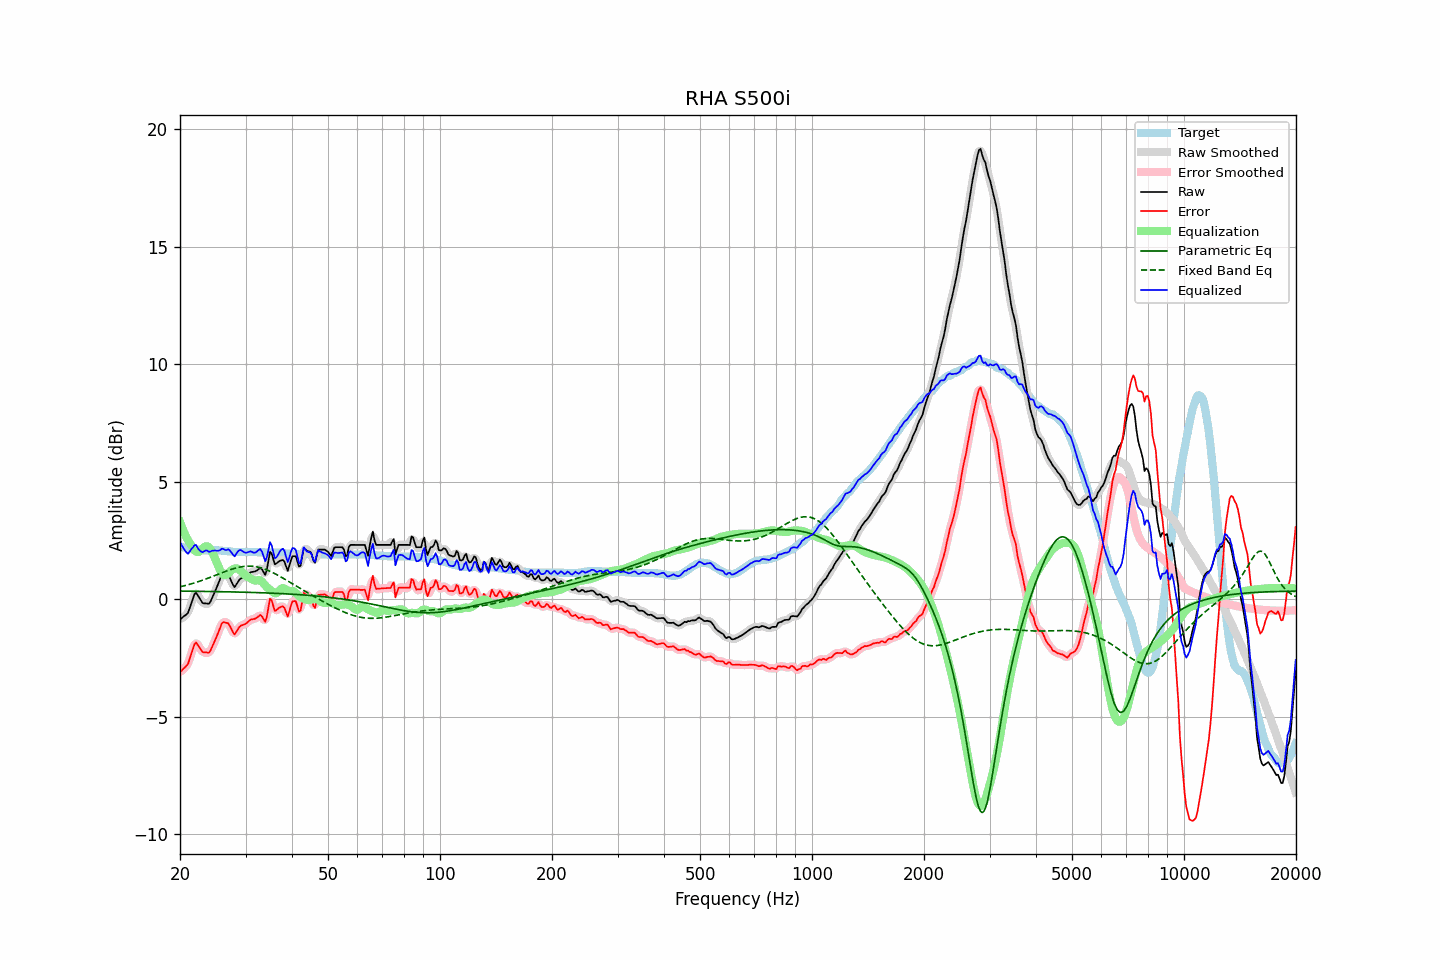 RHA S500i
Amplitude (dBr)
20
15
10
5
0
−5
−10
Target
Raw Smoothed
Error Smoothed
Raw
Error
Equalization
Parametric Eq
Fixed Band Eq
Equalized
20 50 100 200 500 1000 2000 5000 10000 20000
Frequency (Hz)